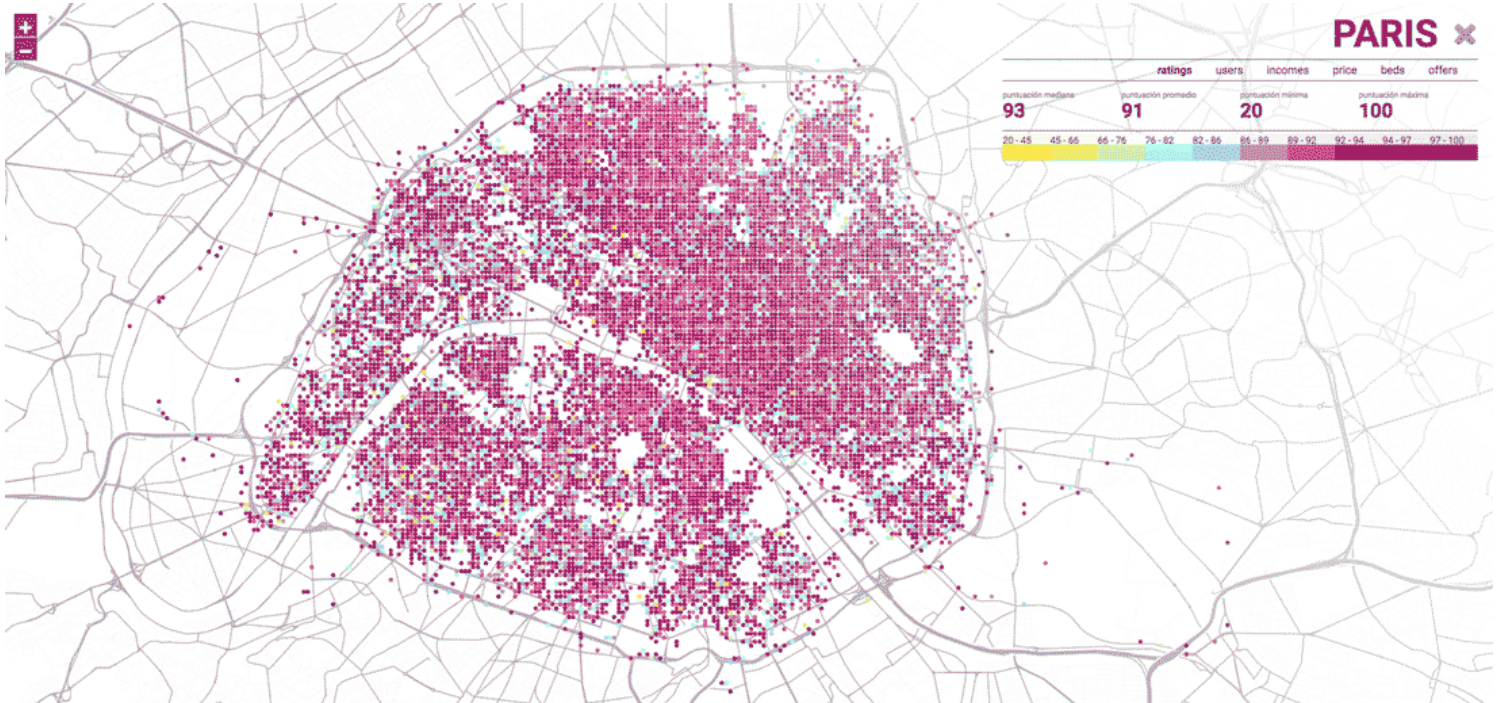 +
−
PARIS ×
ratings users incomes price beds offers
puntuación mediana puntuación promedio puntuación mínima puntuación máxima
93 91 20 100
20 - 45 45 - 66 66 - 76 76 - 82 82 - 86 86 - 89 89 - 92 92 - 94 94 - 97 97 - 100